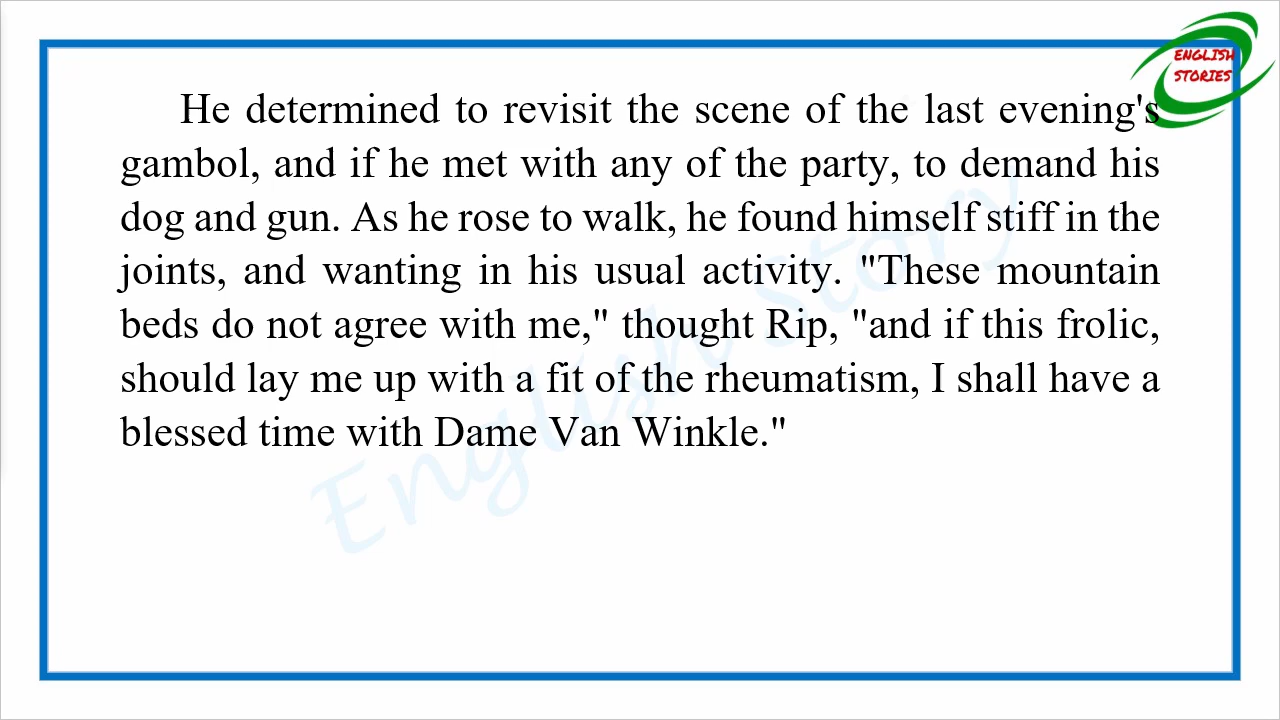 ENGLISH
STORIES
He determined to revisit the scene of the last evening's
gambol, and if he met with any of the party, to demand his
dog and gun. As he rose to walk, he found himself stiff in the
joints, and wanting in his usual activity. "These mountain
beds do not agree with me," thought Rip, "and if this frolic,
should lay me up with a fit of the rheumatism, I shall have a
blessed time with Dame Van Winkle."
English Story